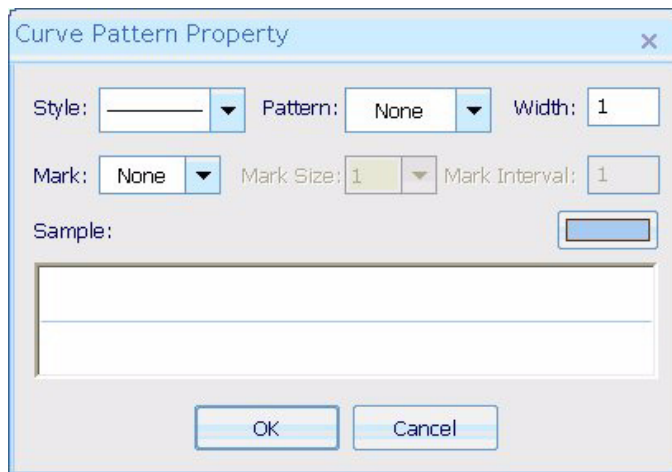 Curve Pattern Property
Style: Pattern: None Width: 1
Mark: None Mark Size: 1 Mark Interval: 1
Sample:
OK Cancel